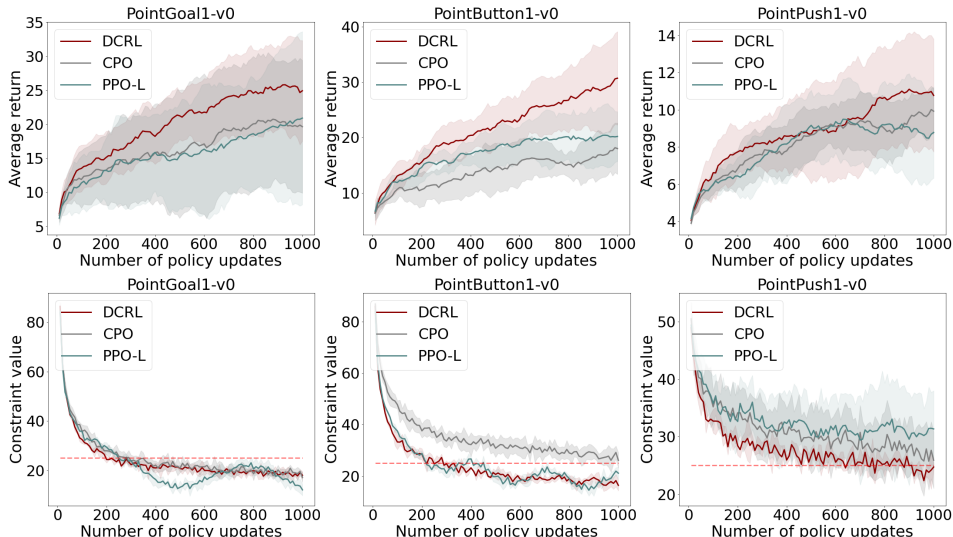 PointGoal1-v0
35
30
25
20
15
10
5
Average return
DCRL
CPO
PPO-L
0 200 400 600 800 1000
Number of policy updates
PointButton1-v0
40
30
20
10
Average return
DCRL
CPO
PPO-L
0 200 400 600 800 1000
Number of policy updates
PointPush1-v0
14
12
10
8
6
4
Average return
DCRL
CPO
PPO-L
0 200 400 600 800 1000
Number of policy updates
PointGoal1-v0
80
60
40
20
Constraint value
DCRL
CPO
PPO-L
0 200 400 600 800 1000
Number of policy updates
PointButton1-v0
80
60
40
20
Constraint value
DCRL
CPO
PPO-L
0 200 400 600 800 1000
Number of policy updates
PointPush1-v0
50
40
30
20
Constraint value
DCRL
CPO
PPO-L
0 200 400 600 800 1000
Number of policy updates